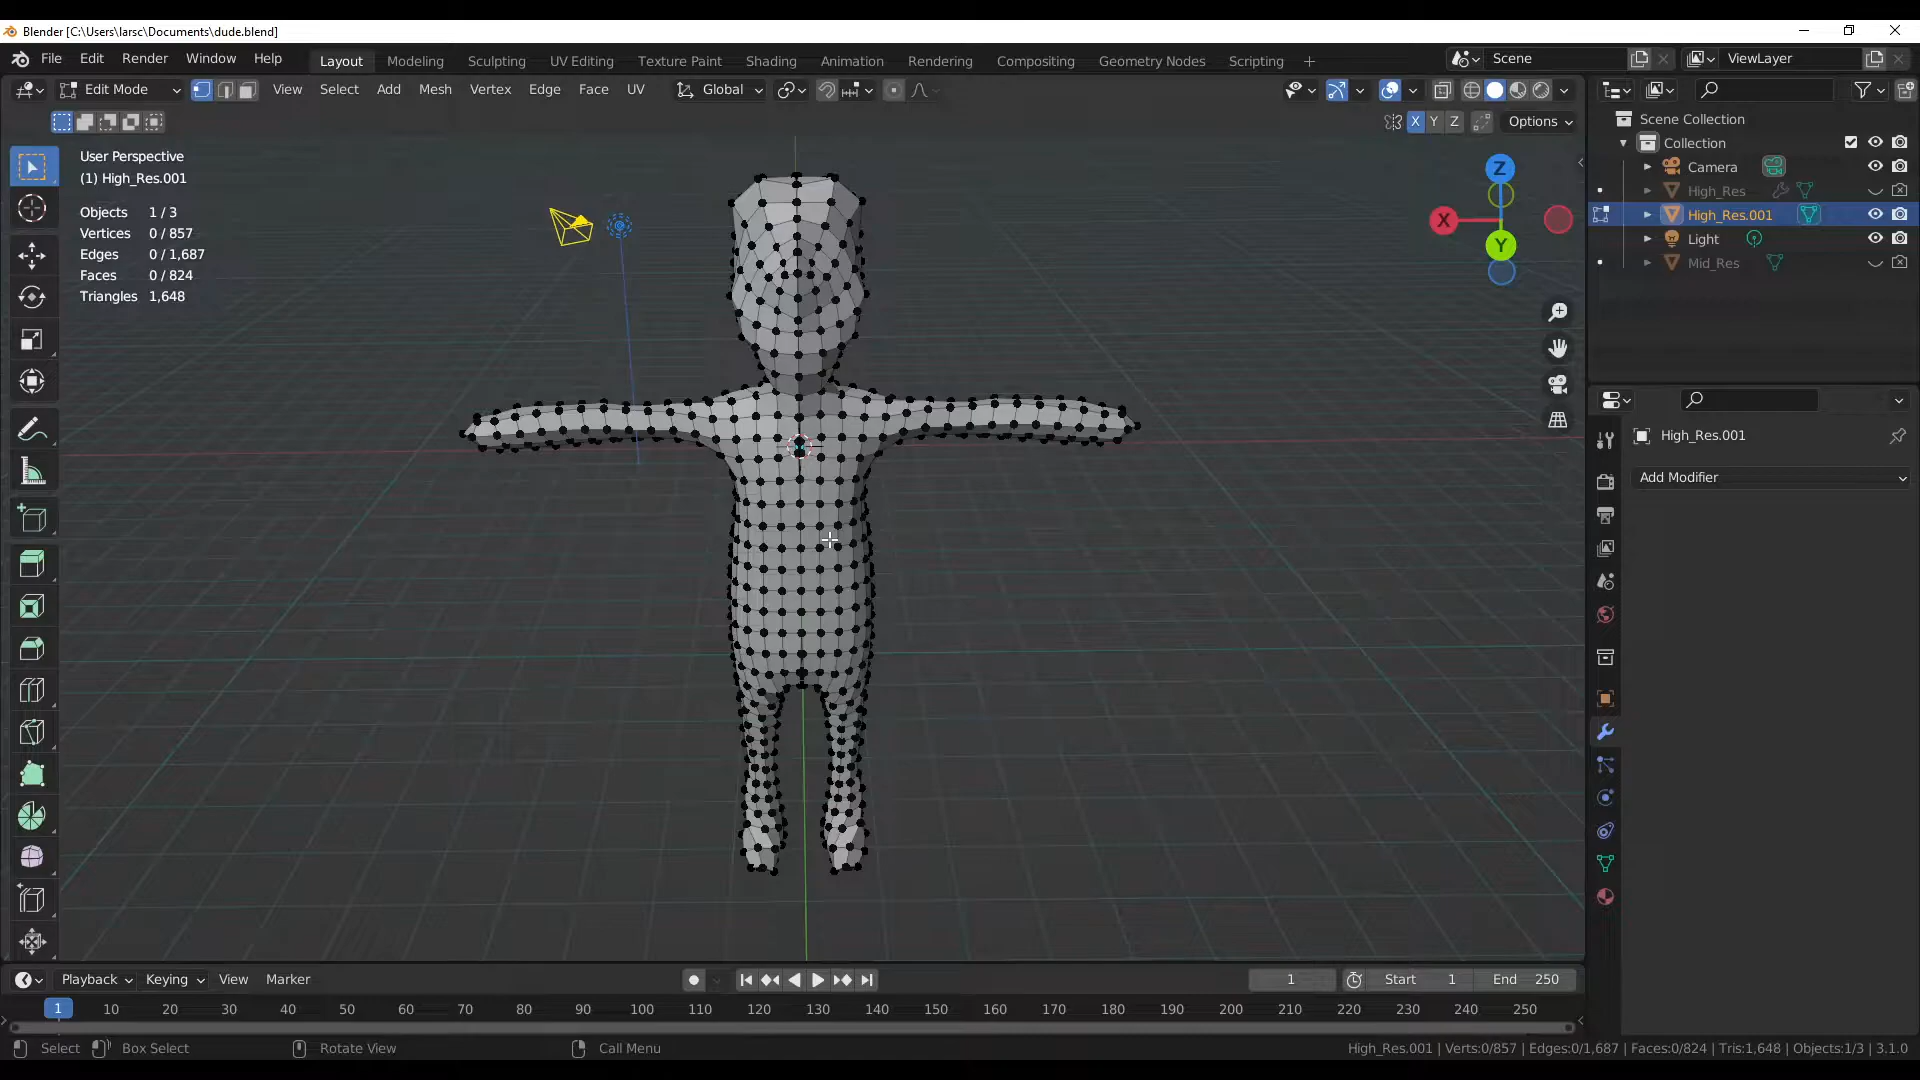 Blender [C:\Users\larsc\Documents\dude.blend]
File Edit Render Window Help Layout Modeling Sculpting UV Editing Texture Paint Shading Animation Rendering Compositing Geometry Nodes Scripting + Scene ViewLayer
Edit Mode View Select Add Mesh Vertex Edge Face UV Global
X Y Z Options
User Perspective
(1) High_Res.001
Objects 1 / 3
Vertices 0 / 857
Edges 0 / 1,687
Faces 0 / 824
Triangles 1,648
Z
X
Y
Scene Collection
Collection
Camera
High_Res
High_Res.001
Light
Mid_Res
High_Res.001
Add Modifier
Playback Keying View Marker 1 Start 1 End 250
1 10 20 30 40 50 60 70 80 90 100 110 120 130 140 150 160 170 180 190 200 210 220 230 240 250
Select Box Select Rotate View Call Menu High_Res.001 | Verts:0/857 | Edges:0/1,687 | Faces:0/824 | Tris:1,648 | Objects:1/3 | 3.1.0